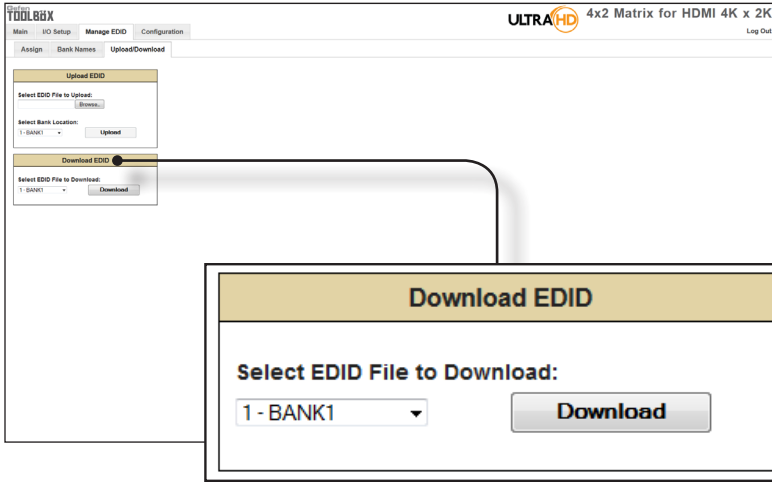 Gefen
TOOLBOX
ULTRA HD 4x2 Matrix for HDMI 4K x 2K
Log Out
Main I/O Setup Manage EDID Configuration
Assign Bank Names Upload/Download
Upload EDID
Select EDID File to Upload:
Browse..
Select Bank Location:
1 - BANK1 Upload
Download EDID
Select EDID File to Download:
1 - BANK1 Download
Download EDID
Select EDID File to Download:
1 - BANK1 Download